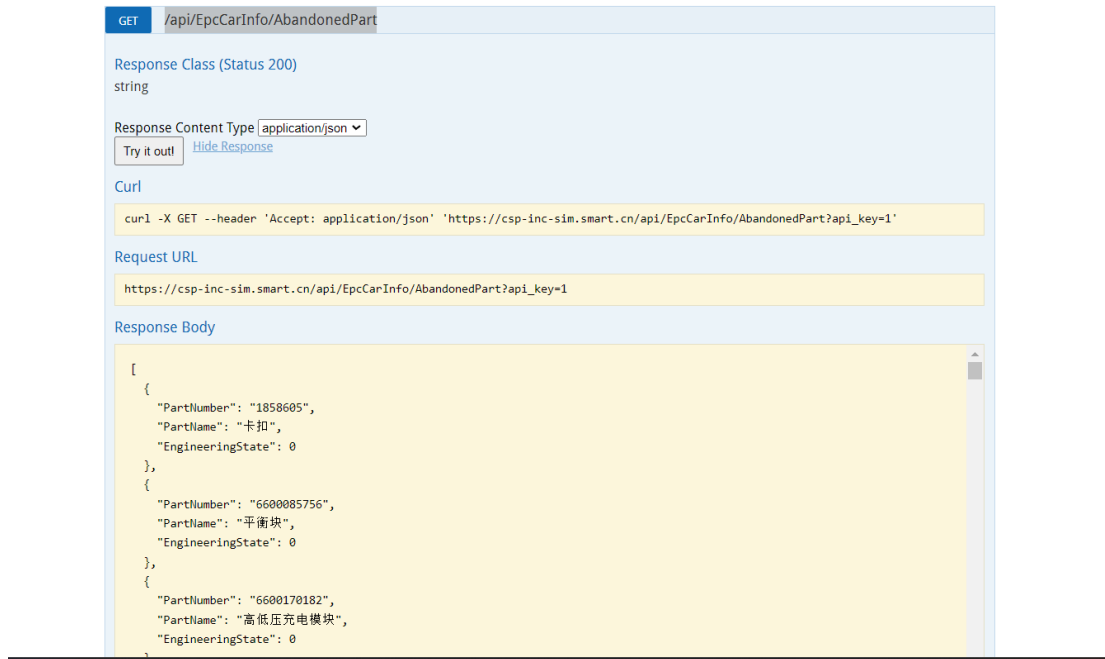 GET /api/EpcCarInfo/AbandonedPart
Response Class (Status 200)
string
Response Content Type application/json
Try it out! Hide Response
Curl
curl -X GET --header 'Accept: application/json' 'https://csp-inc-sim.smart.cn/api/EpcCarInfo/AbandonedPart?api_key=1'
Request URL
https://csp-inc-sim.smart.cn/api/EpcCarInfo/AbandonedPart?api_key=1
Response Body
[
{
"PartNumber": "1858605",
"PartName": "卡扣",
"EngineeringState": 0
},
{
"PartNumber": "6600085756",
"PartName": "平衡块",
"EngineeringState": 0
},
{
"PartNumber": "6600170182",
"PartName": "高低压充电模块",
"EngineeringState": 0